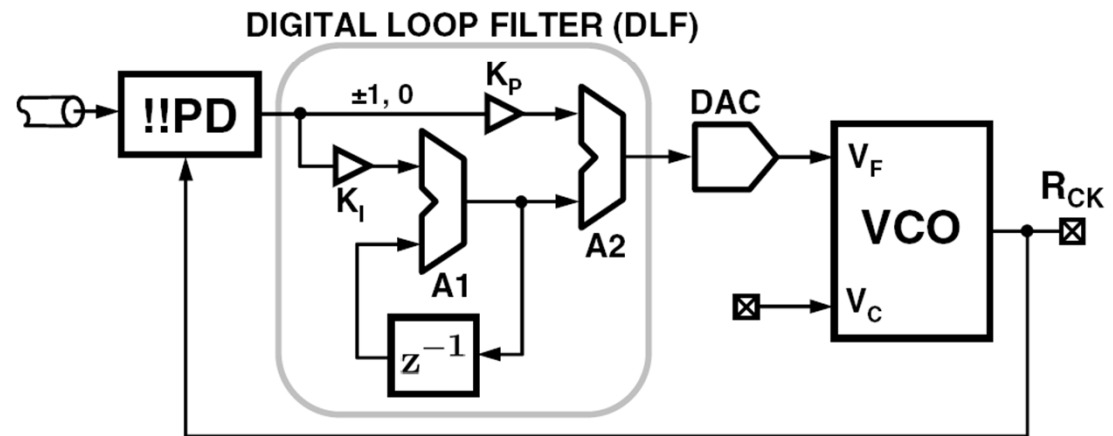 DIGITAL LOOP FILTER (DLF)
!!PD
±1, 0
K_P
K_I
A1
z^{-1}
A2
DAC
V_F
VCO
V_C
R_CK